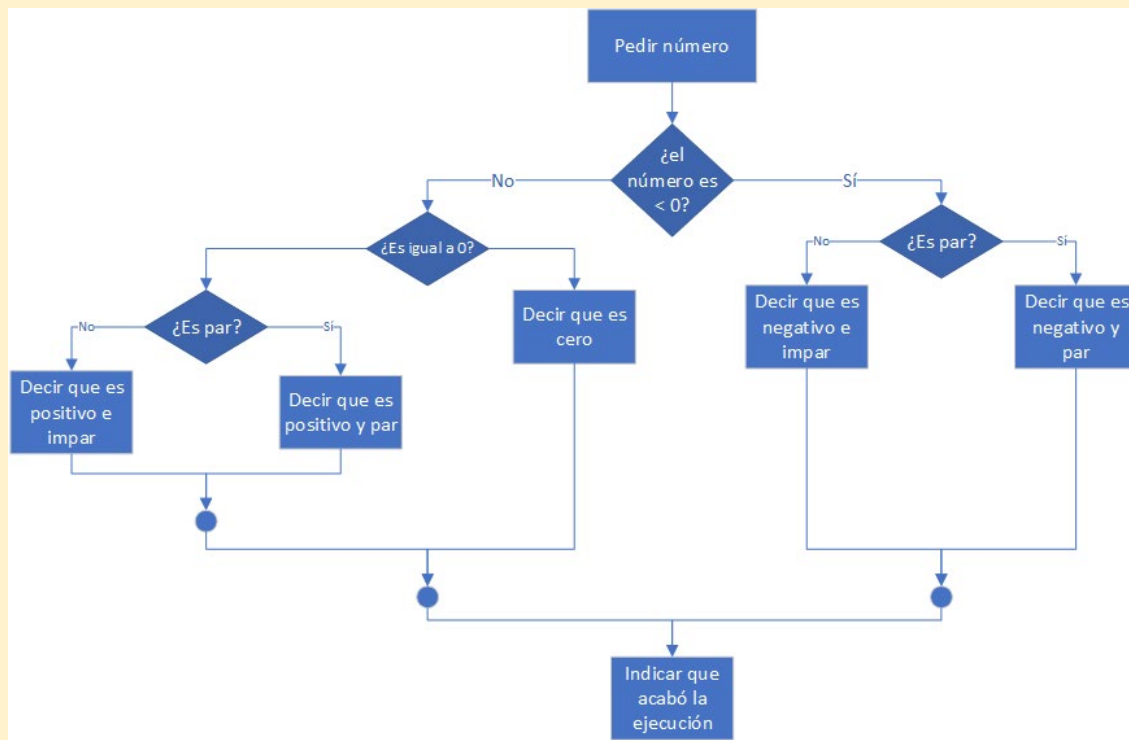 Pedir número
¿el
número es
< 0?
No
Sí
¿Es igual a 0?
No
¿Es par?
Sí
No
¿Es par?
Sí
Decir que es
cero
Decir que es
negativo e
impar
Decir que es
negativo y
par
Decir que es
positivo e
impar
Decir que es
positivo y par
Indicar que
acabó la
ejecución